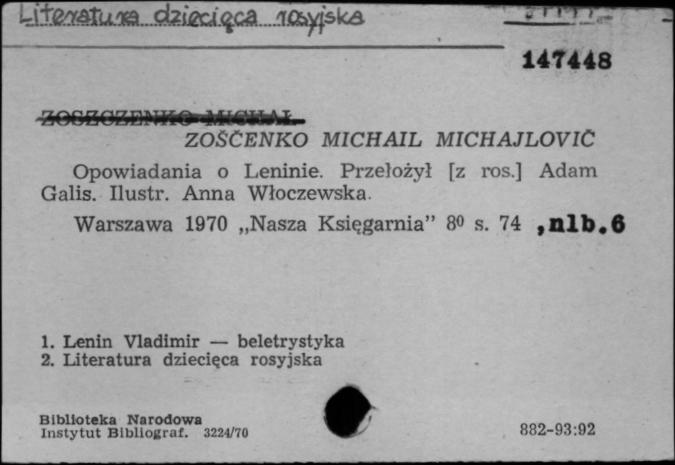 Literatura dziecięca rosyjska
147448
ZOSZCZENKO MICHAŁ
ZOŠČENKO MICHAIL MICHAJLOVIČ
Opowiadania o Leninie. Przełożył [z ros.] Adam
Galis. Ilustr. Anna Włoczewska.
Warszawa 1970 „Nasza Księgarnia” 8⁰ s. 74 ,nlb.6
1. Lenin Vladimir — beletrystyka
2. Literatura dziecięca rosyjska
Biblioteka Narodowa
Instytut Bibliograf. 3224/70
882-93:92